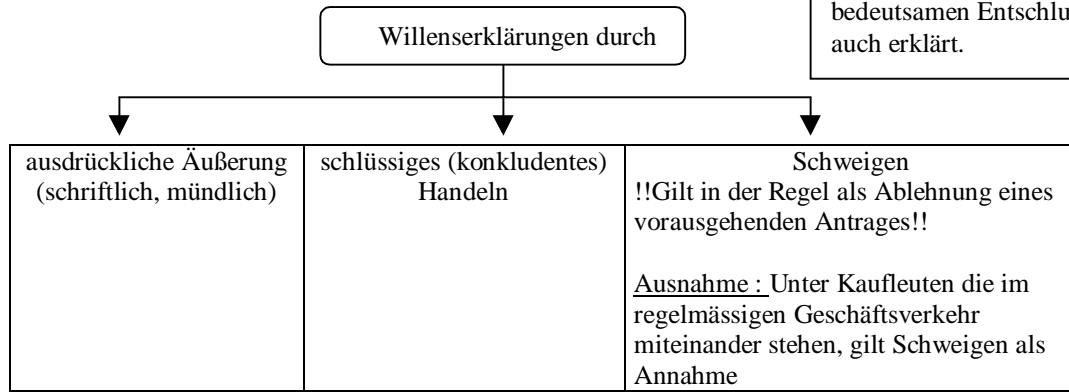 bedeutsamen Entschlu
auch erklärt.
Willenserklärungen durch
ausdrückliche Äußerung
(schriftlich, mündlich)
schlüssiges (konkludentes)
Handeln
Schweigen
!!Gilt in der Regel als Ablehnung eines
vorausgehenden Antrages!!
Ausnahme : Unter Kaufleuten die im
regelmässigen Geschäftsverkehr
miteinander stehen, gilt Schweigen als
Annahme